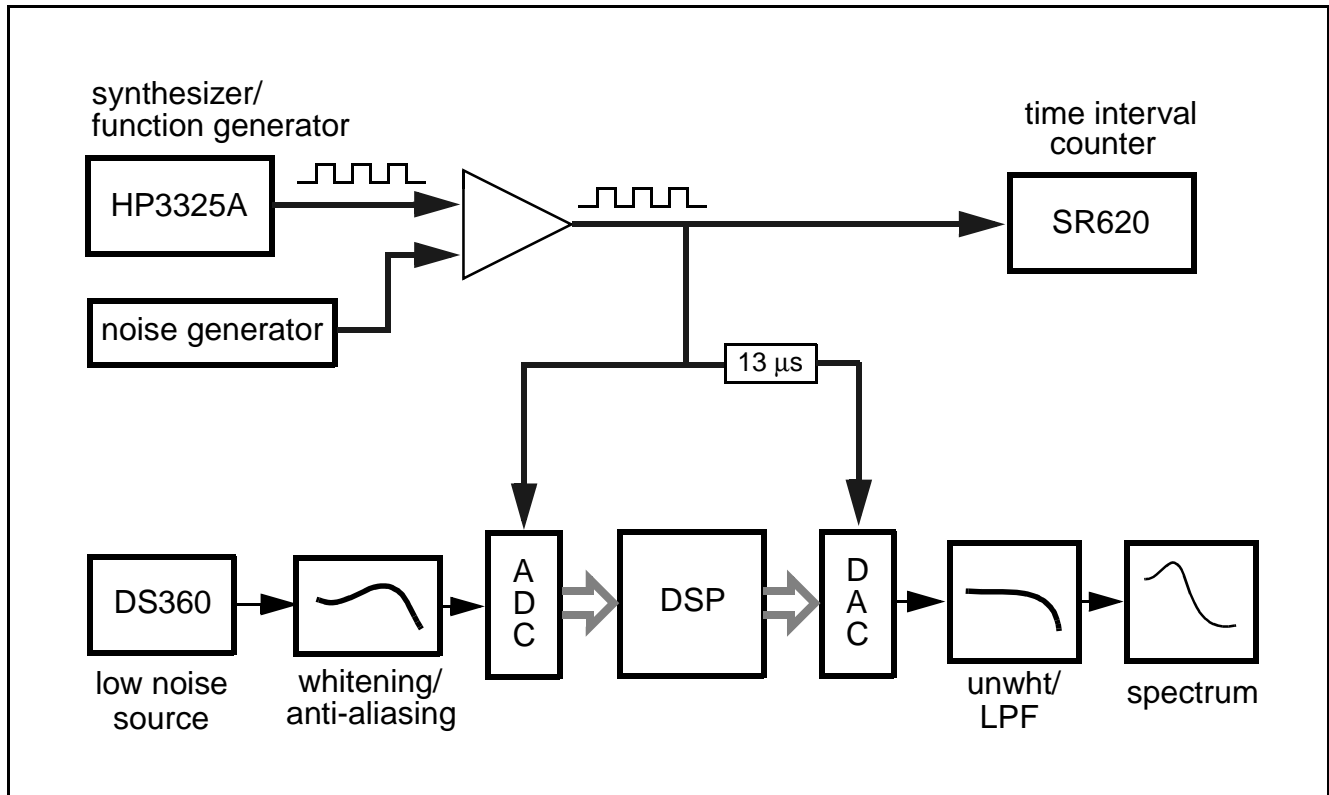 synthesizer/
function generator
time interval
counter
HP3325A
SR620
noise generator
13 μs
A
D
C
D
A
C
DS360
DSP
low noise
source
whitening/
anti-aliasing
unwht/
LPF
spectrum